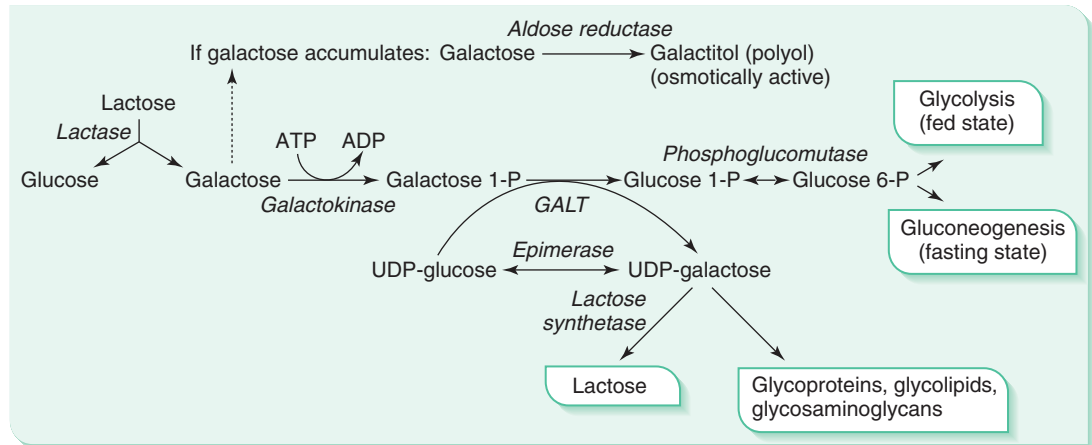 Aldose reductase
If galactose accumulates: Galactose Galactitol (polyol)
(osmotically active)
Lactose
Lactase
Glucose
Galactose
ATP ADP
Galactokinase
Galactose 1-P
GALT
Glucose 1-P
Phosphoglucomutase
Glucose 6-P
Glycolysis
(fed state)
Gluconeogenesis
(fasting state)
UDP-glucose
Epimerase
UDP-galactose
Lactose
synthetase
Lactose
Glycoproteins, glycolipids,
glycosaminoglycans